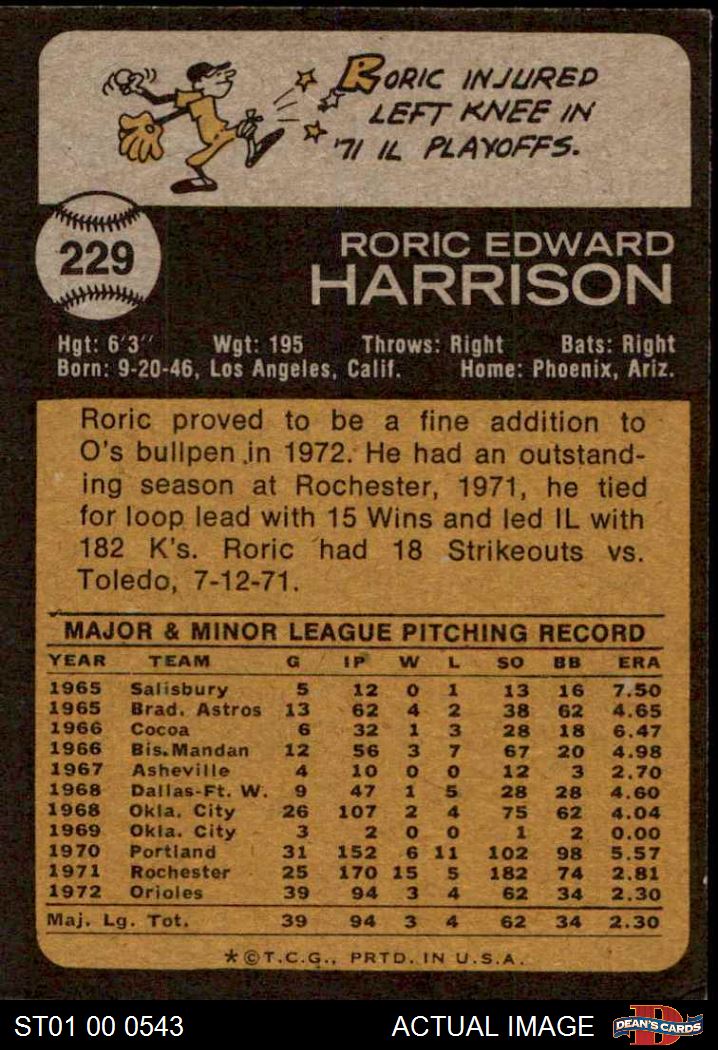 RORIC INJURED
LEFT KNEE IN
'71 IL PLAYOFFS.
229
RORIC EDWARD
HARRISON
Hgt: 6'3" Wgt: 195 Throws: Right Bats: Right
Born: 9-20-46, Los Angeles, Calif. Home: Phoenix, Ariz.
Roric proved to be a fine addition to
O's bullpen in 1972. He had an outstand-
ing season at Rochester, 1971, he tied
for loop lead with 15 Wins and led IL with
182 K's. Roric had 18 Strikeouts vs.
Toledo, 7-12-71.
MAJOR & MINOR LEAGUE PITCHING RECORD
YEAR TEAM G IP W L SO BB ERA
1965 Salisbury 5 12 0 1 13 16 7.50
1965 Brad. Astros 13 62 4 2 38 62 4.65
1966 Cocoa 6 32 1 3 28 18 6.47
1966 Bis.Mandan 12 56 3 7 67 20 4.98
1967 Asheville 4 10 0 0 12 3 2.70
1968 Dallas-Ft. W. 9 47 1 5 28 28 4.60
1968 Okla. City 26 107 2 4 75 62 4.04
1969 Okla. City 3 2 0 0 1 2 0.00
1970 Portland 31 152 6 11 102 98 5.57
1971 Rochester 25 170 15 5 182 74 2.81
1972 Orioles 39 94 3 4 62 34 2.30
Maj. Lg. Tot. 39 94 3 4 62 34 2.30
*©T.C.G., PRTD. IN U.S.A.
ST01 00 0543 ACTUAL IMAGE DEAN'S CARDS